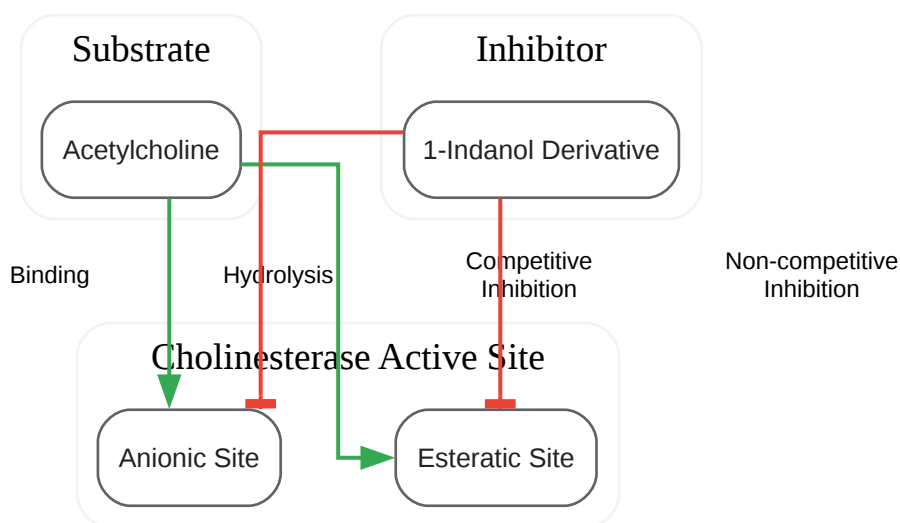 Substrate
Inhibitor
Acetylcholine
1-Indanol Derivative
Binding
Hydrolysis
Competitive
Inhibition
Non-competitive
Inhibition
Cholinesterase Active Site
Anionic Site
Esteratic Site